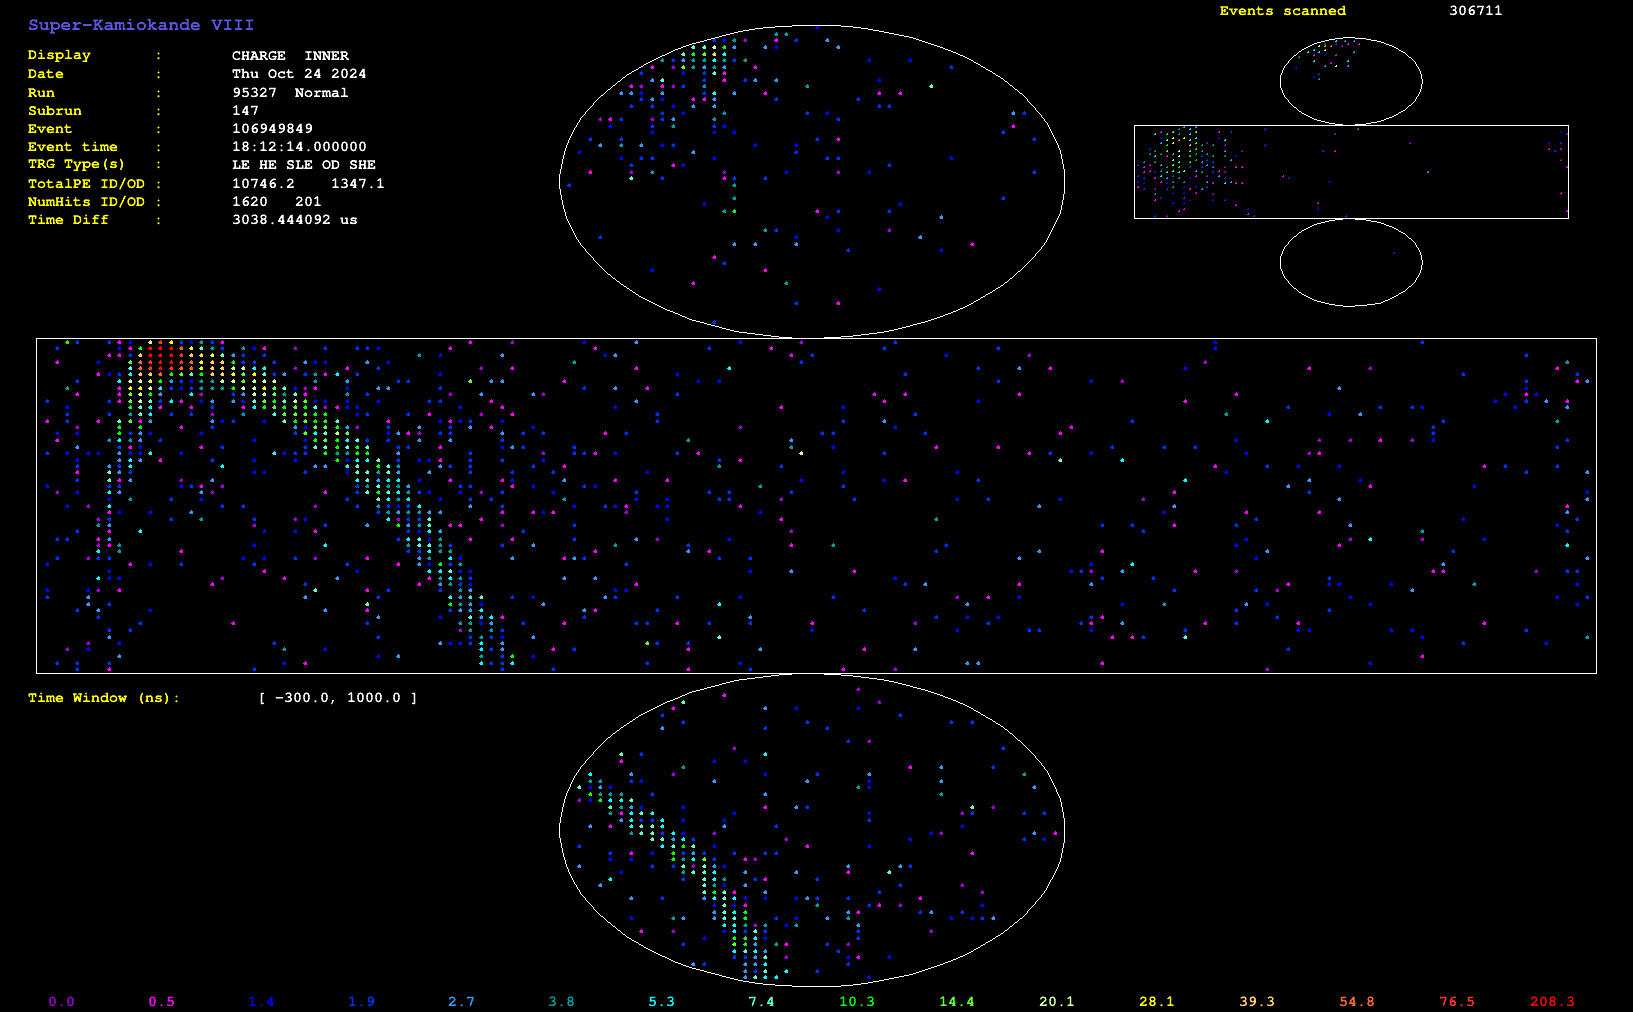 Super-Kamiokande VIII
Display : CHARGE INNER
Date : Thu Oct 24 2024
Run : 95327 Normal
Subrun : 147
Event : 106949849
Event time : 18:12:14.000000
TRG Type(s) : LE HE SLE OD SHE
TotalPE ID/OD : 10746.2 1347.1
NumHits ID/OD : 1620 201
Time Diff : 3038.444092 us
Events scanned 306711
Time Window (ns): [ −300.0, 1000.0 ]
0.0 0.5 1.4 1.9 2.7 3.8 5.3 7.4 10.3 14.4 20.1 28.1 39.3 54.8 76.5 208.3